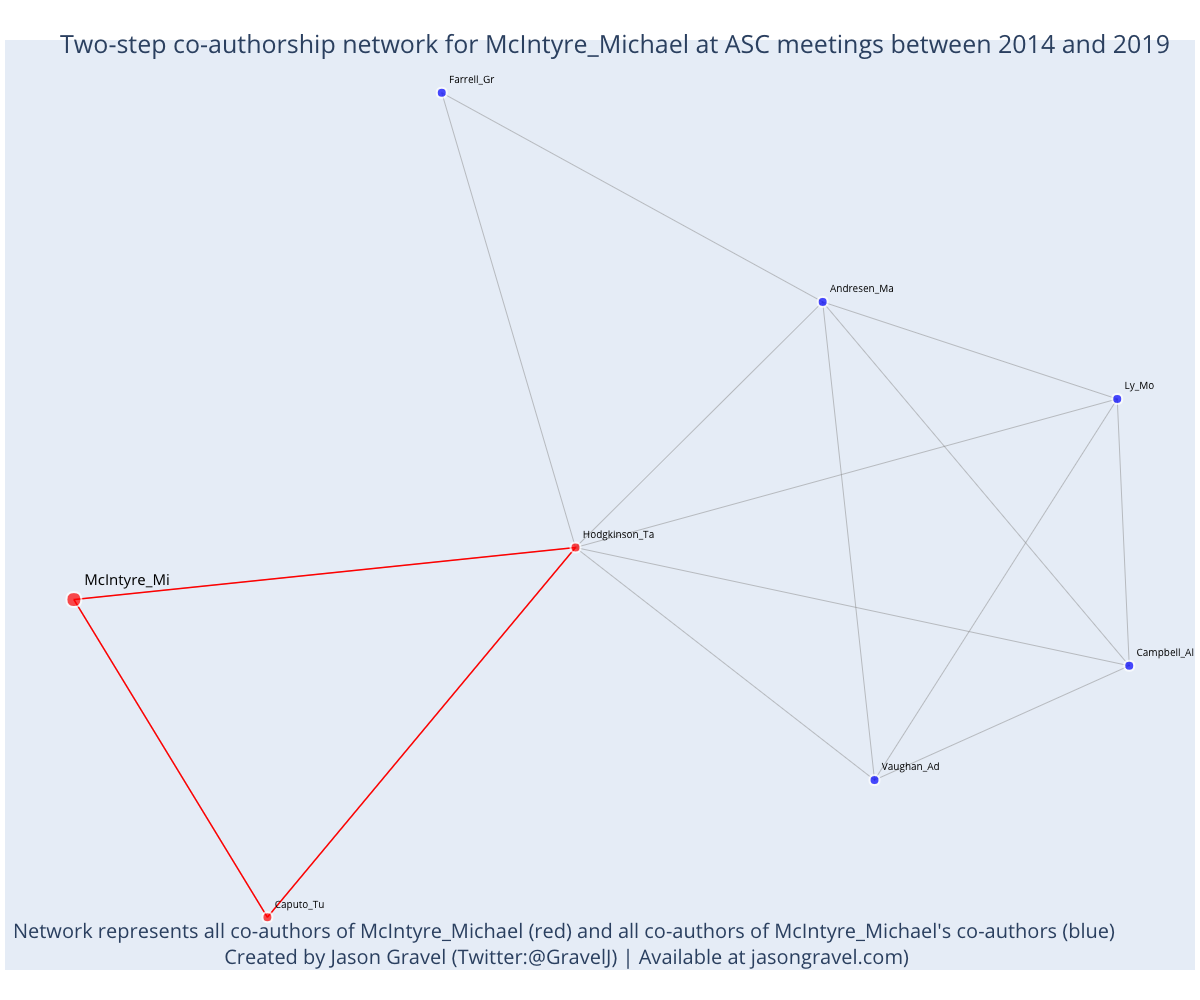 Two-step co-authorship network for McIntyre_Michael at ASC meetings between 2014 and 2019
Farrell_Gr
Andresen_Ma
Ly_Mo
Hodgkinson_Ta
McIntyre_Mi
Campbell_Al
Vaughan_Ad
Caputo_Tu
Network represents all co-authors of McIntyre_Michael (red) and all co-authors of McIntyre_Michael's co-authors (blue)
Created by Jason Gravel (Twitter:@GravelJ) | Available at jasongravel.com)